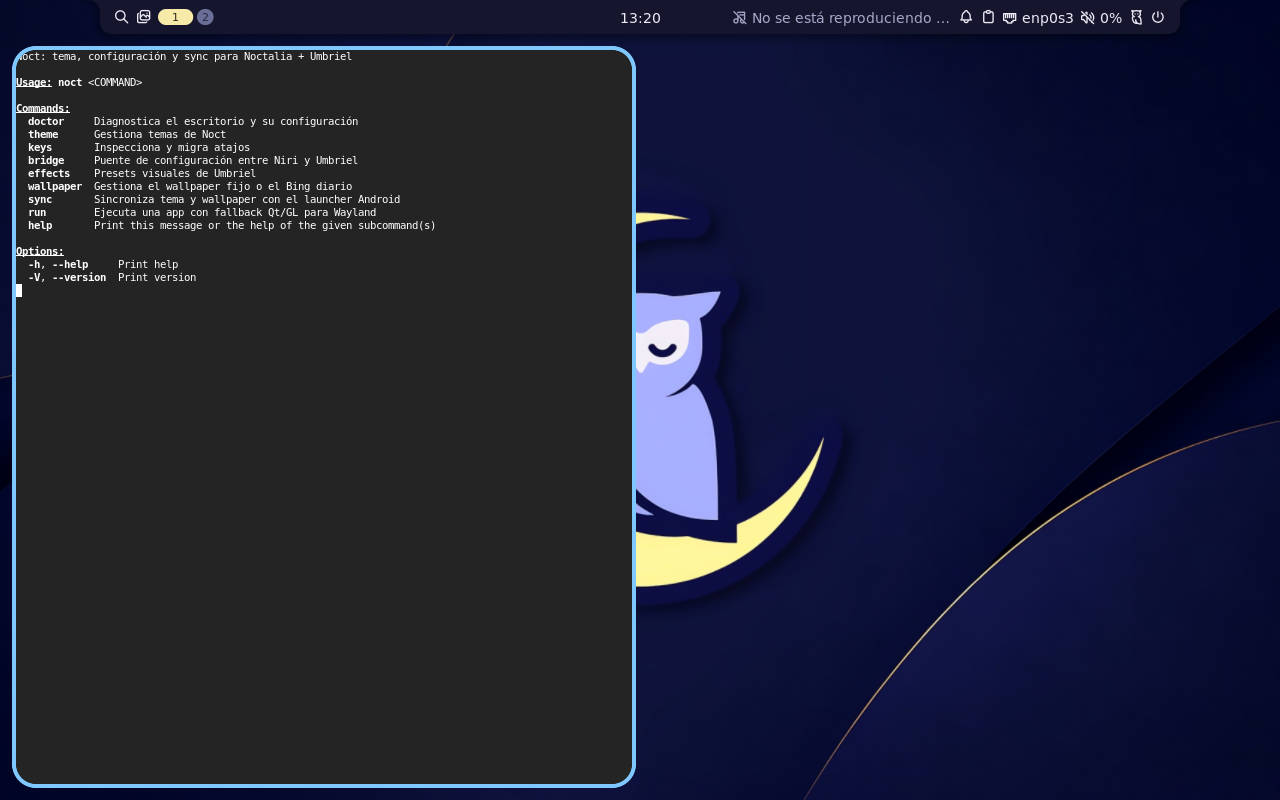 1 2
13:20
No se está reproduciendo ...
enp0s3
0%
Noct: tema, configuración y sync para Noctalia + Umbriel
Usage: noct <COMMAND>
Commands:
doctor Diagnostica el escritorio y su configuración
theme Gestiona temas de Noct
keys Inspecciona y migra atajos
bridge Puente de configuración entre Niri y Umbriel
effects Presets visuales de Umbriel
wallpaper Gestiona el wallpaper fijo o el Bing diario
sync Sincroniza tema y wallpaper con el launcher Android
run Ejecuta una app con fallback Qt/GL para Wayland
help Print this message or the help of the given subcommand(s)
Options:
-h, --help Print help
-V, --version Print version